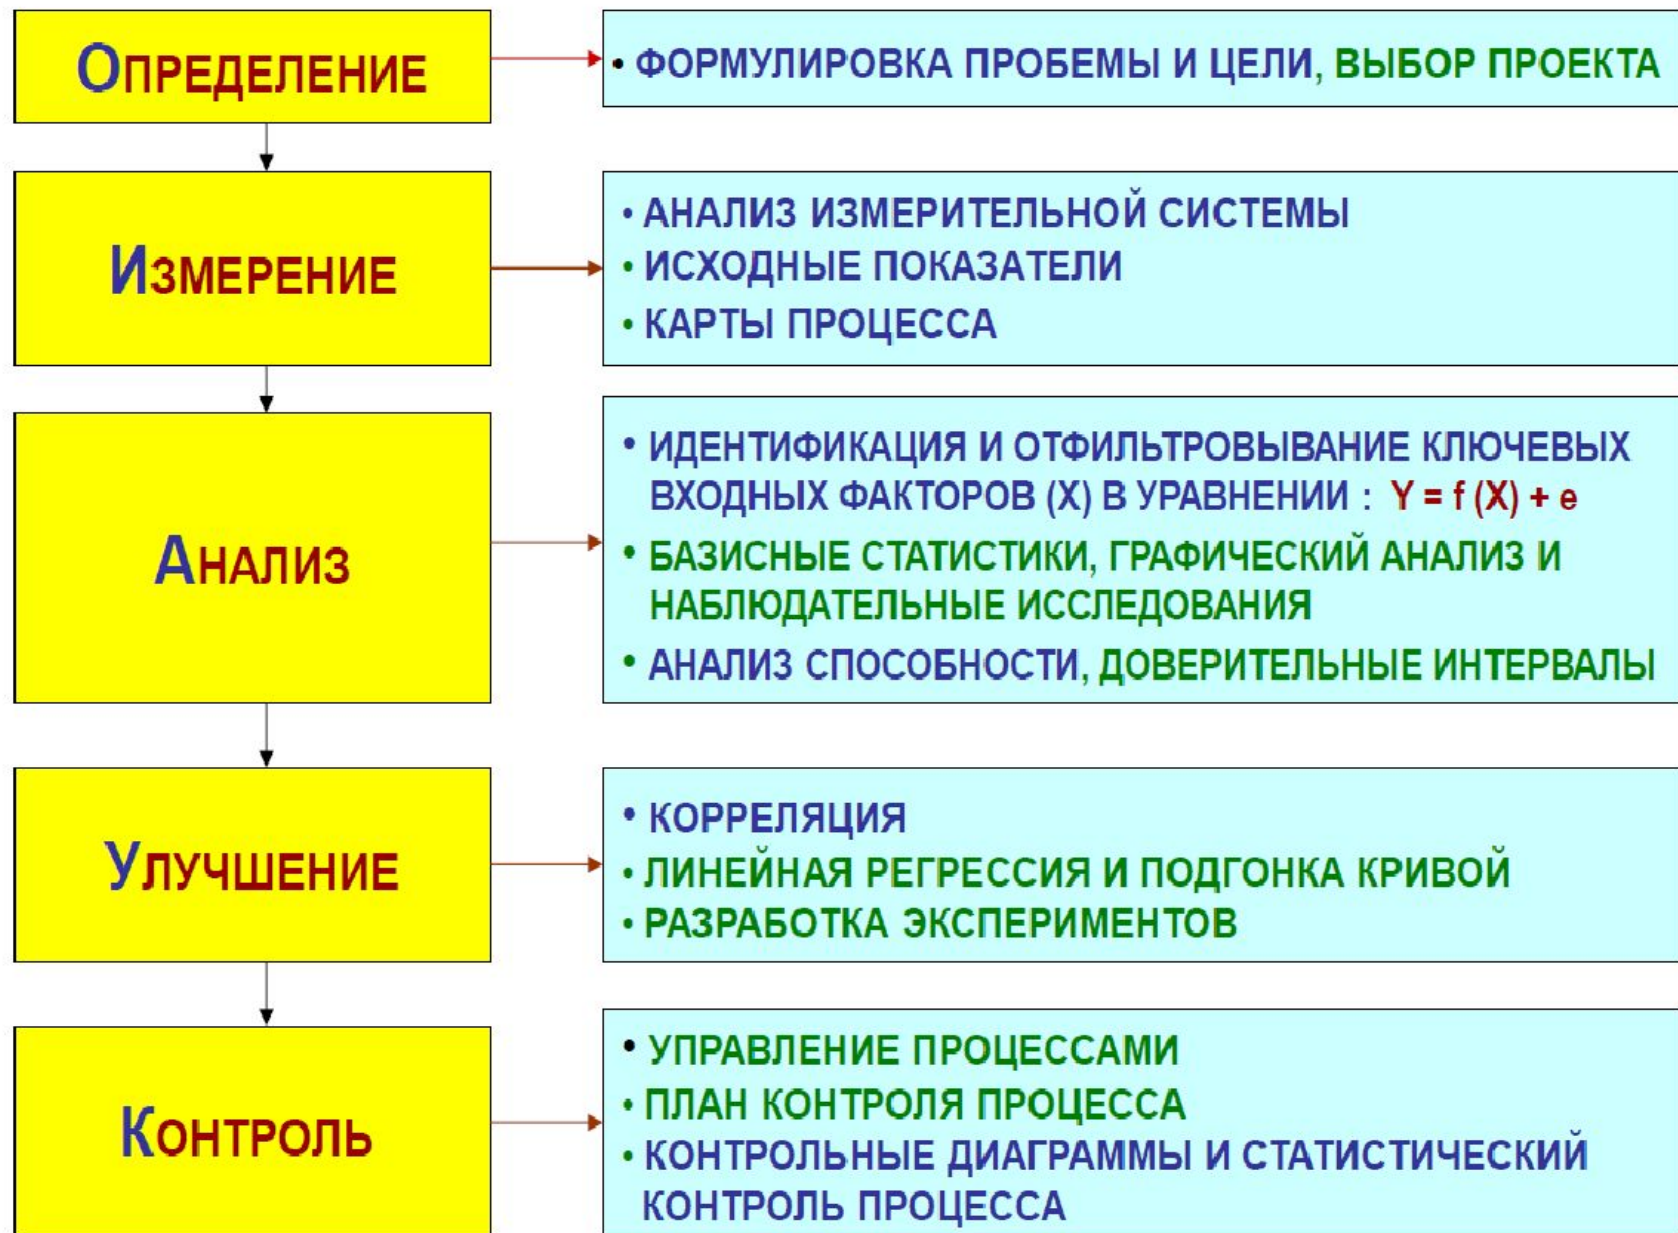 ОПРЕДЕЛЕНИЕ
• ФОРМУЛИРОВКА ПРОБЕМЫ И ЦЕЛИ, ВЫБОР ПРОЕКТА
ИЗМЕРЕНИЕ
• АНАЛИЗ ИЗМЕРИТЕЛЬНОЙ СИСТЕМЫ
• ИСХОДНЫЕ ПОКАЗАТЕЛИ
• КАРТЫ ПРОЦЕССА
АНАЛИЗ
• ИДЕНТИФИКАЦИЯ И ОТФИЛЬТРОВЫВАНИЕ КЛЮЧЕВЫХ
ВХОДНЫХ ФАКТОРОВ (X) В УРАВНЕНИИ : Y = f (X) + e
• БАЗИСНЫЕ СТАТИСТИКИ, ГРАФИЧЕСКИЙ АНАЛИЗ И
НАБЛЮДАТЕЛЬНЫЕ ИССЛЕДОВАНИЯ
• АНАЛИЗ СПОСОБНОСТИ, ДОВЕРИТЕЛЬНЫЕ ИНТЕРВАЛЫ
УЛУЧШЕНИЕ
• КОРРЕЛЯЦИЯ
• ЛИНЕЙНАЯ РЕГРЕССИЯ И ПОДГОНКА КРИВОЙ
• РАЗРАБОТКА ЭКСПЕРИМЕНТОВ
КОНТРОЛЬ
• УПРАВЛЕНИЕ ПРОЦЕССАМИ
• ПЛАН КОНТРОЛЯ ПРОЦЕССА
• КОНТРОЛЬНЫЕ ДИАГРАММЫ И СТАТИСТИЧЕСКИЙ
КОНТРОЛЬ ПРОЦЕССА